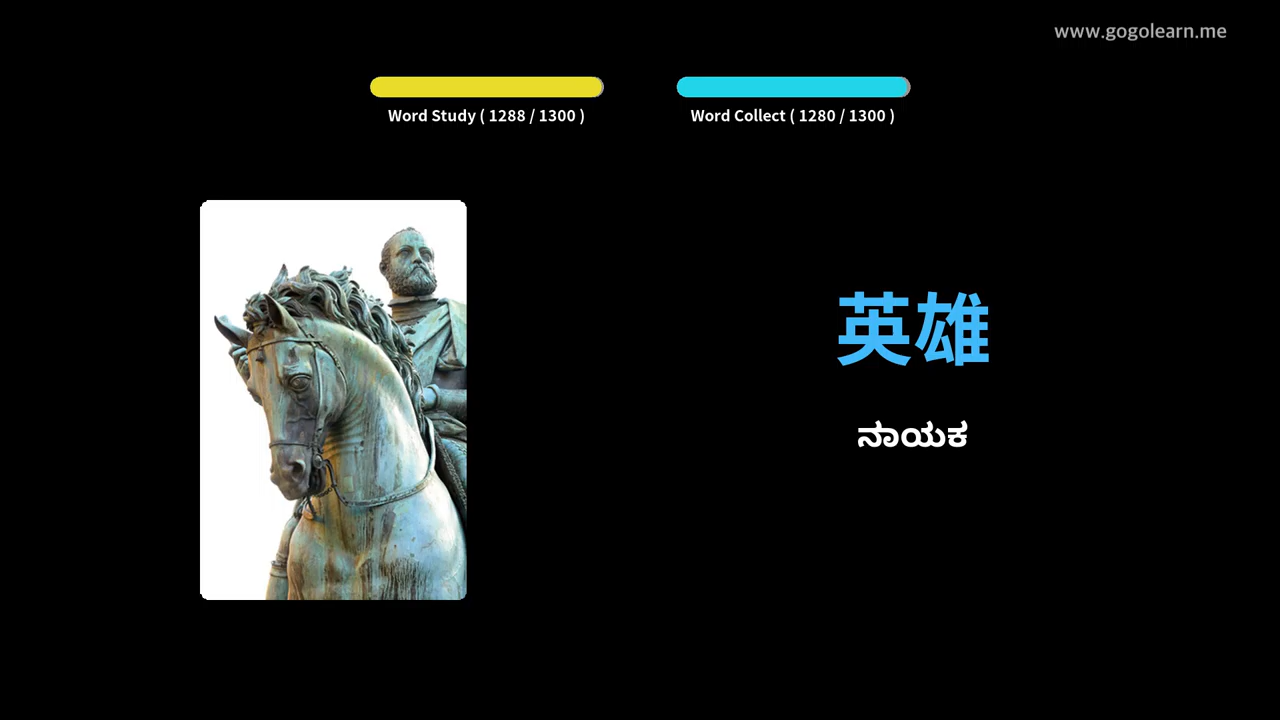 www.gogolearn.me
Word Study ( 1288 / 1300 )
Word Collect ( 1280 / 1300 )
英雄
ನಾಯಕ